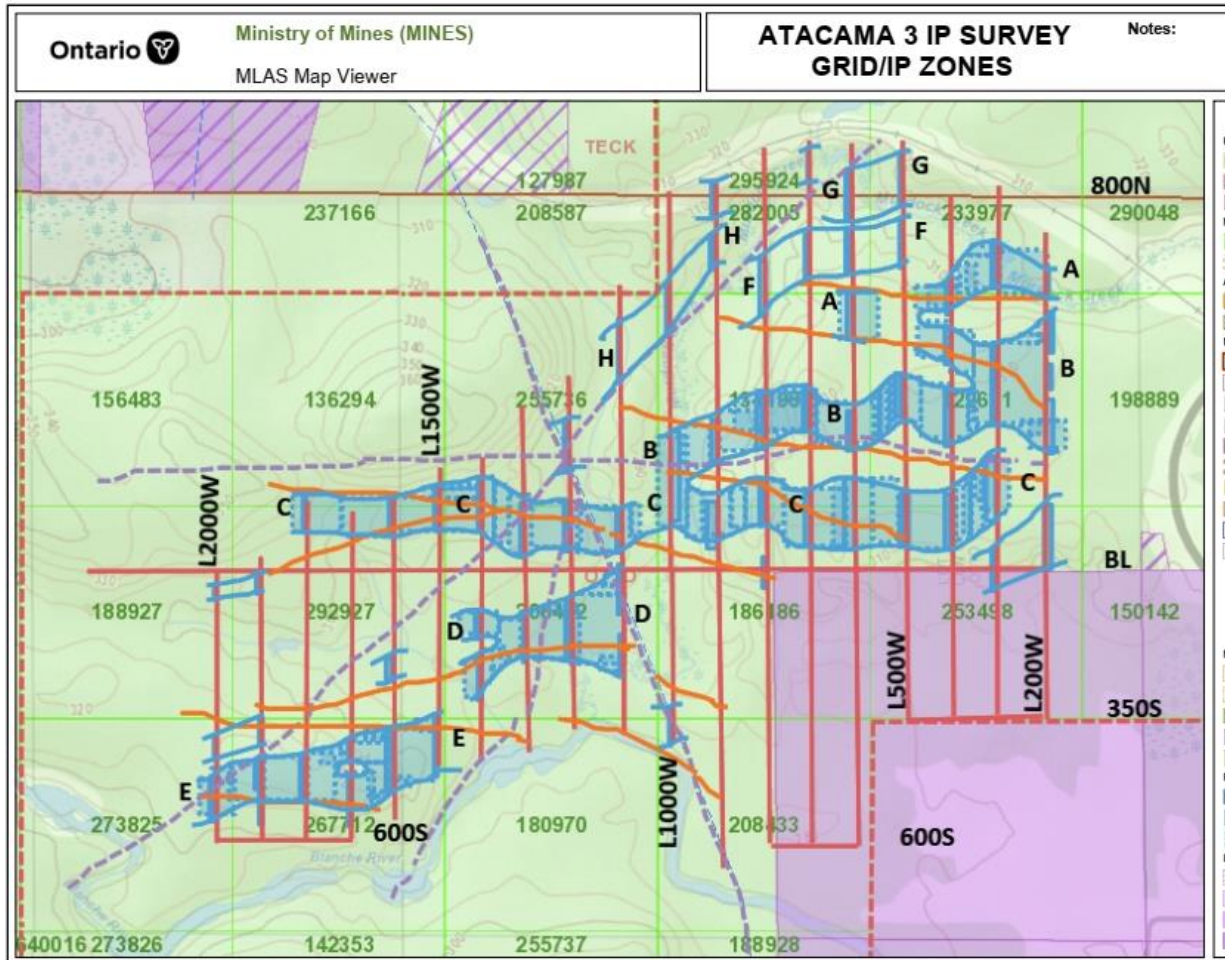 Ontario
Ministry of Mines (MINES)
MLAS Map Viewer
ATACAMA 3 IP SURVEY
GRID/IP ZONES
Notes:
TECK
127987
295924
G
G
800N
237166
208587
282005
233977
290048
H
F
F
A
A
H
B
156483
136294
L1500W
255736
198889
B
B
L2000W
C
C
C
C
C
BL
188927
292927
186186
253498
150142
D
D
L500W
L200W
350S
E
E
L1000W
273825
267712
600S
180970
208433
600S
Blanche River
640016
273826
142353
255737
188928